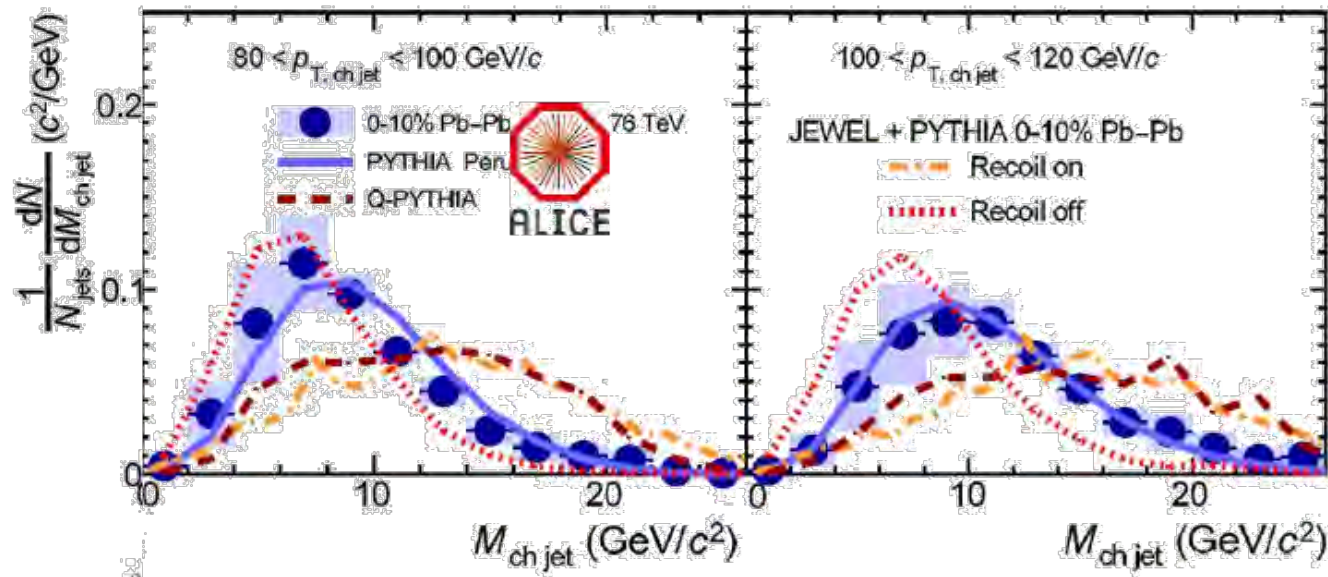 80 < p_T, ch jet < 100 GeV/c
0-10% Pb-Pb
76 TeV
PYTHIA Peru
Q-PYTHIA
ALICE
100 < p_T, ch jet < 120 GeV/c
JEWEL + PYTHIA 0-10% Pb-Pb
Recoil on
Recoil off
1/N_jets dN/dM_ch jet (c²/GeV)
0.2
0.1
0
0 10 20
0 10 20
M_ch jet (GeV/c²)
M_ch jet (GeV/c²)